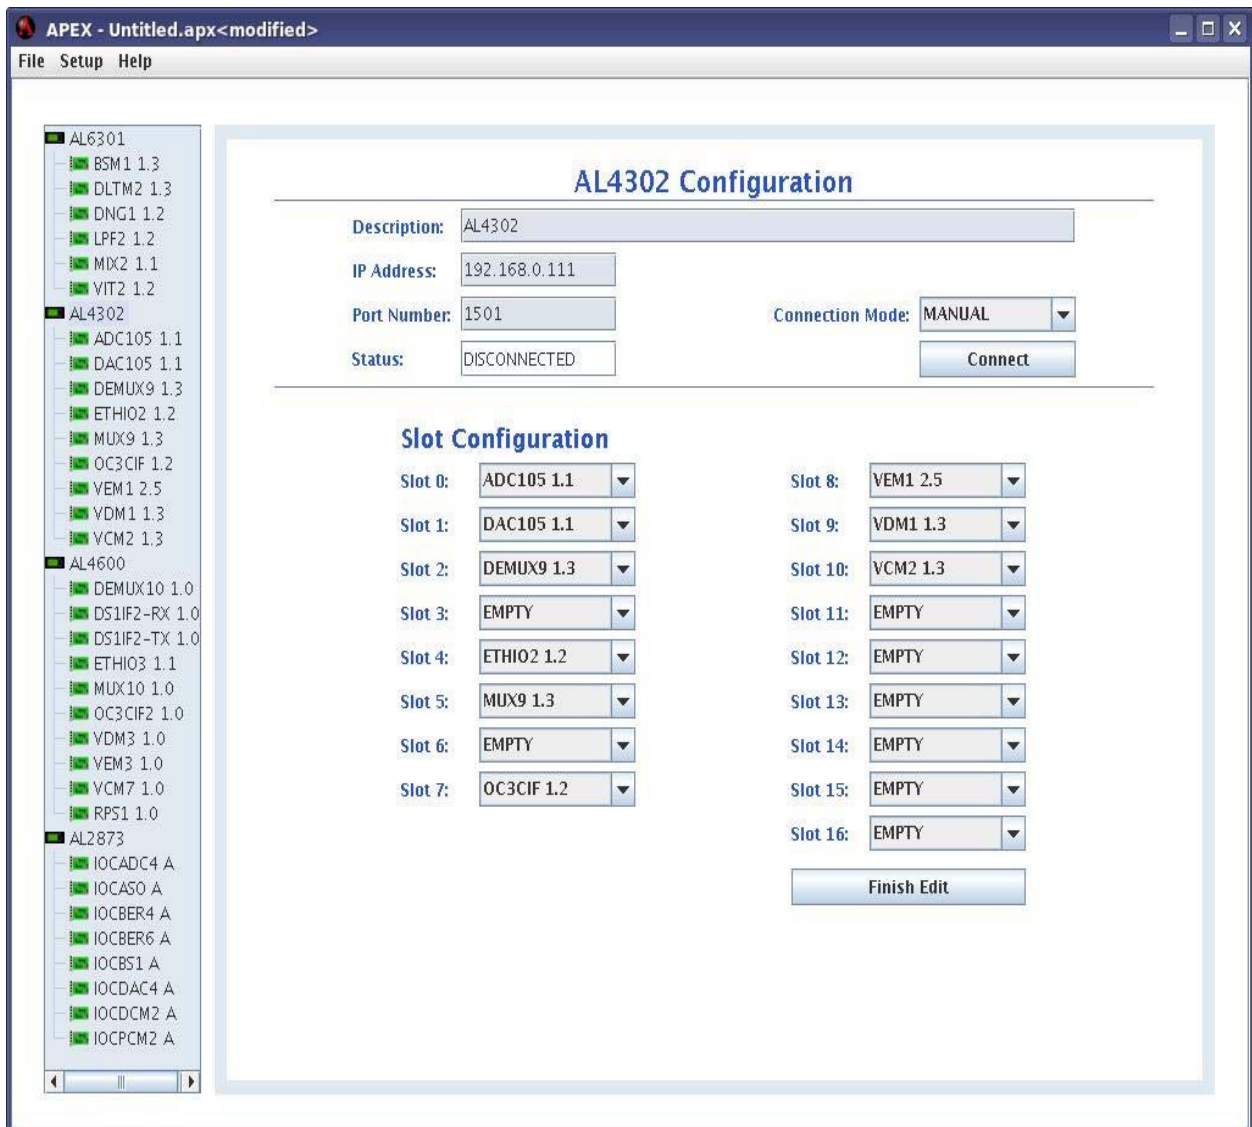 APEX - Untitled.apx<modified>
File Setup Help
AL6301
BSM1 1.3
DLTM2 1.3
DNG1 1.2
LPF2 1.2
MIX2 1.1
VIT2 1.2
AL4302
ADC105 1.1
DAC105 1.1
DEMUX9 1.3
ETHIO2 1.2
MUX9 1.3
OC3CIF 1.2
VEM1 2.5
VDM1 1.3
VCM2 1.3
AL4600
DEMUX10 1.0
DS1IF2-RX 1.0
DS1IF2-TX 1.0
ETHIO3 1.1
MUX10 1.0
OC3CIF2 1.0
VDM3 1.0
VEM3 1.0
VCM7 1.0
RPS1 1.0
AL2873
IOCADC4 A
IOCASO A
IOCBER4 A
IOCBER6 A
IOCBS1 A
IOCDAC4 A
IOCDCM2 A
IOCPCM2 A
AL4302 Configuration
Description: AL4302
IP Address: 192.168.0.111
Port Number: 1501
Connection Mode: MANUAL
Status: DISCONNECTED
Connect
Slot Configuration
Slot 0: ADC105 1.1
Slot 1: DAC105 1.1
Slot 2: DEMUX9 1.3
Slot 3: EMPTY
Slot 4: ETHIO2 1.2
Slot 5: MUX9 1.3
Slot 6: EMPTY
Slot 7: OC3CIF 1.2
Slot 8: VEM1 2.5
Slot 9: VDM1 1.3
Slot 10: VCM2 1.3
Slot 11: EMPTY
Slot 12: EMPTY
Slot 13: EMPTY
Slot 14: EMPTY
Slot 15: EMPTY
Slot 16: EMPTY
Finish Edit